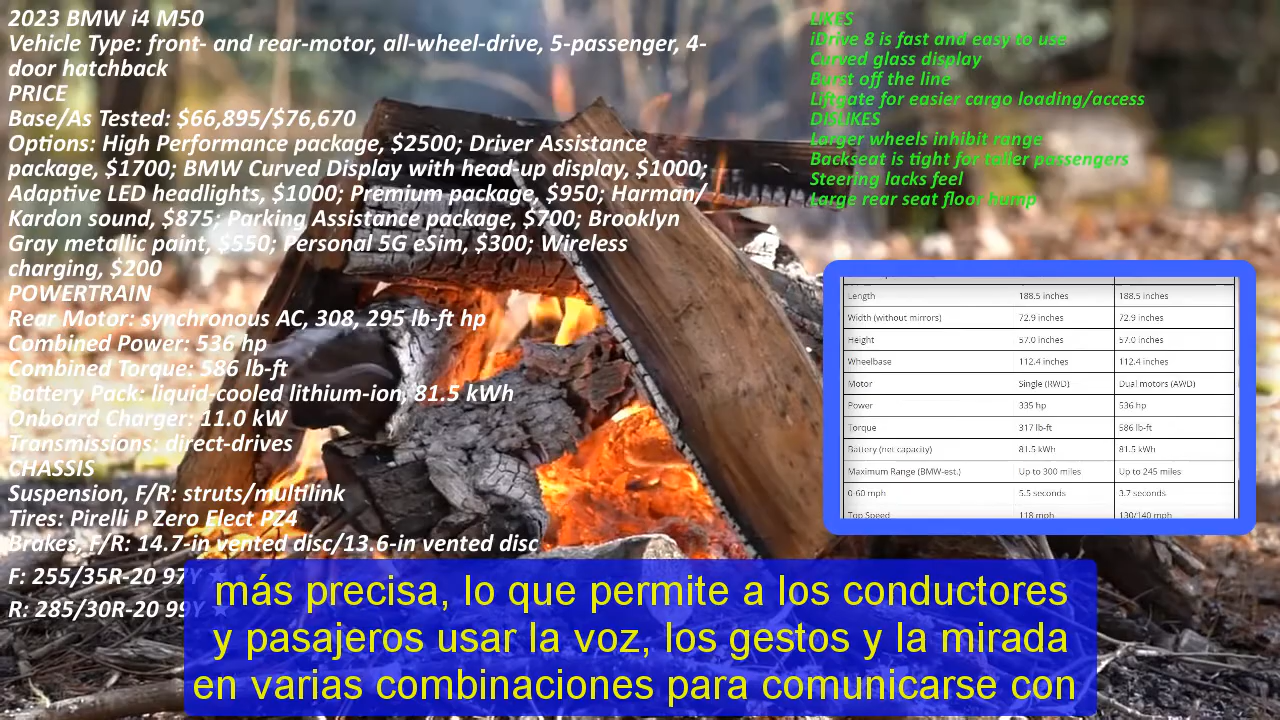 2023 BMW i4 M50
Vehicle Type: front- and rear-motor, all-wheel-drive, 5-passenger, 4-
door hatchback
PRICE
Base/As Tested: $66,895/$76,670
Options: High Performance package, $2500; Driver Assistance
package, $1700; BMW Curved Display with head-up display, $1000;
Adaptive LED headlights, $1000; Premium package, $950; Harman/
Kardon sound, $875; Parking Assistance package, $700; Brooklyn
Gray metallic paint, $550; Personal 5G eSim, $300; Wireless
charging, $200
POWERTRAIN
Rear Motor: synchronous AC, 308, 295 lb-ft hp
Combined Power: 536 hp
Combined Torque: 586 lb-ft
Battery Pack: liquid-cooled lithium-ion, 81.5 kWh
Onboard Charger: 11.0 kW
Transmissions: direct-drives
CHASSIS
Suspension, F/R: struts/multilink
Tires: Pirelli P Zero Elect PZ4
Brakes, F/R: 14.7-in vented disc/13.6-in vented disc
F: 255/35R-20 97Y
R: 285/30R-20 99Y
LIKES
iDrive 8 is fast and easy to use
Curved glass display
Burst off the line
Liftgate for easier cargo loading/access
DISLIKES
Larger wheels inhibit range
Backseat is tight for taller passengers
Steering lacks feel
Large rear seat floor hump
Length 188.5 inches 188.5 inches
Width (without mirrors) 72.9 inches 72.9 inches
Height 57.0 inches 57.0 inches
Wheelbase 112.4 inches 112.4 inches
Motor Single (RWD) Dual motors (AWD)
Power 335 hp 536 hp
Torque 317 lb-ft 586 lb-ft
Battery (net capacity) 81.5 kWh 81.5 kWh
Maximum Range (BMW-est.) Up to 300 miles Up to 245 miles
0-60 mph 5.5 seconds 3.7 seconds
Top Speed 118 mph 130/140 mph
más precisa, lo que permite a los conductores
y pasajeros usar la voz, los gestos y la mirada
en varias combinaciones para comunicarse con